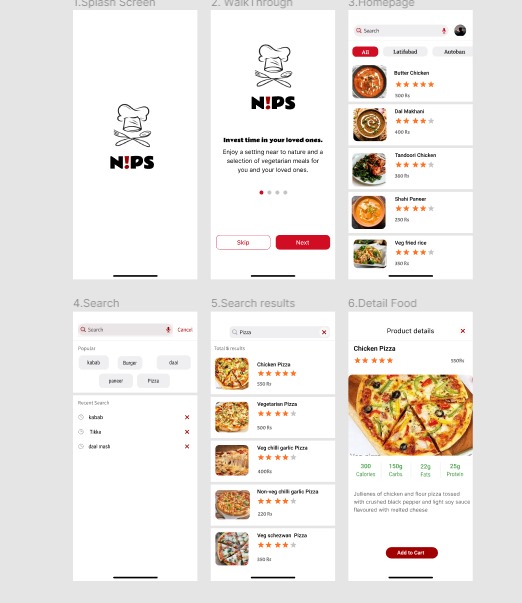 1.Splash Screen
N!PS
2. WalkThrough
N!PS
Invest time in your loved ones.
Enjoy a setting near to nature and a
selection of vegetarian meals for
you and your loved ones.
Skip
Next
3.Homepage
Search
All
Latifabad
Autoban
Butter Chicken
300 Rs
Dal Makhani
400 Rs
Tandoori Chicken
Shahi Paneer
250 Rs
Veg fried rice
350 Rs
4.Search
Search
Cancel
Popular
kabab
Burger
daal
paneer
Pizza
Recent Search
kabab
Tikka
daal mash
5.Search results
Pizza
Total 6 results
Chicken Pizza
550 Rs
Vegetarian Pizza
500 Rs
Veg chilli garlic Pizza
400Rs
Non-veg chilli garlic Pizza
220 Rs
Veg schezwan Pizza
350 Rs
6.Detail Food
Product details
Chicken Pizza
550Rs
300
Calories
150g
Carbs
22g
Fats
25g
Protein
Jullienes of chicken and flour pizza tossed
with crushed black pepper and light soy sauce
flavoured with melted cheese
Add to Cart